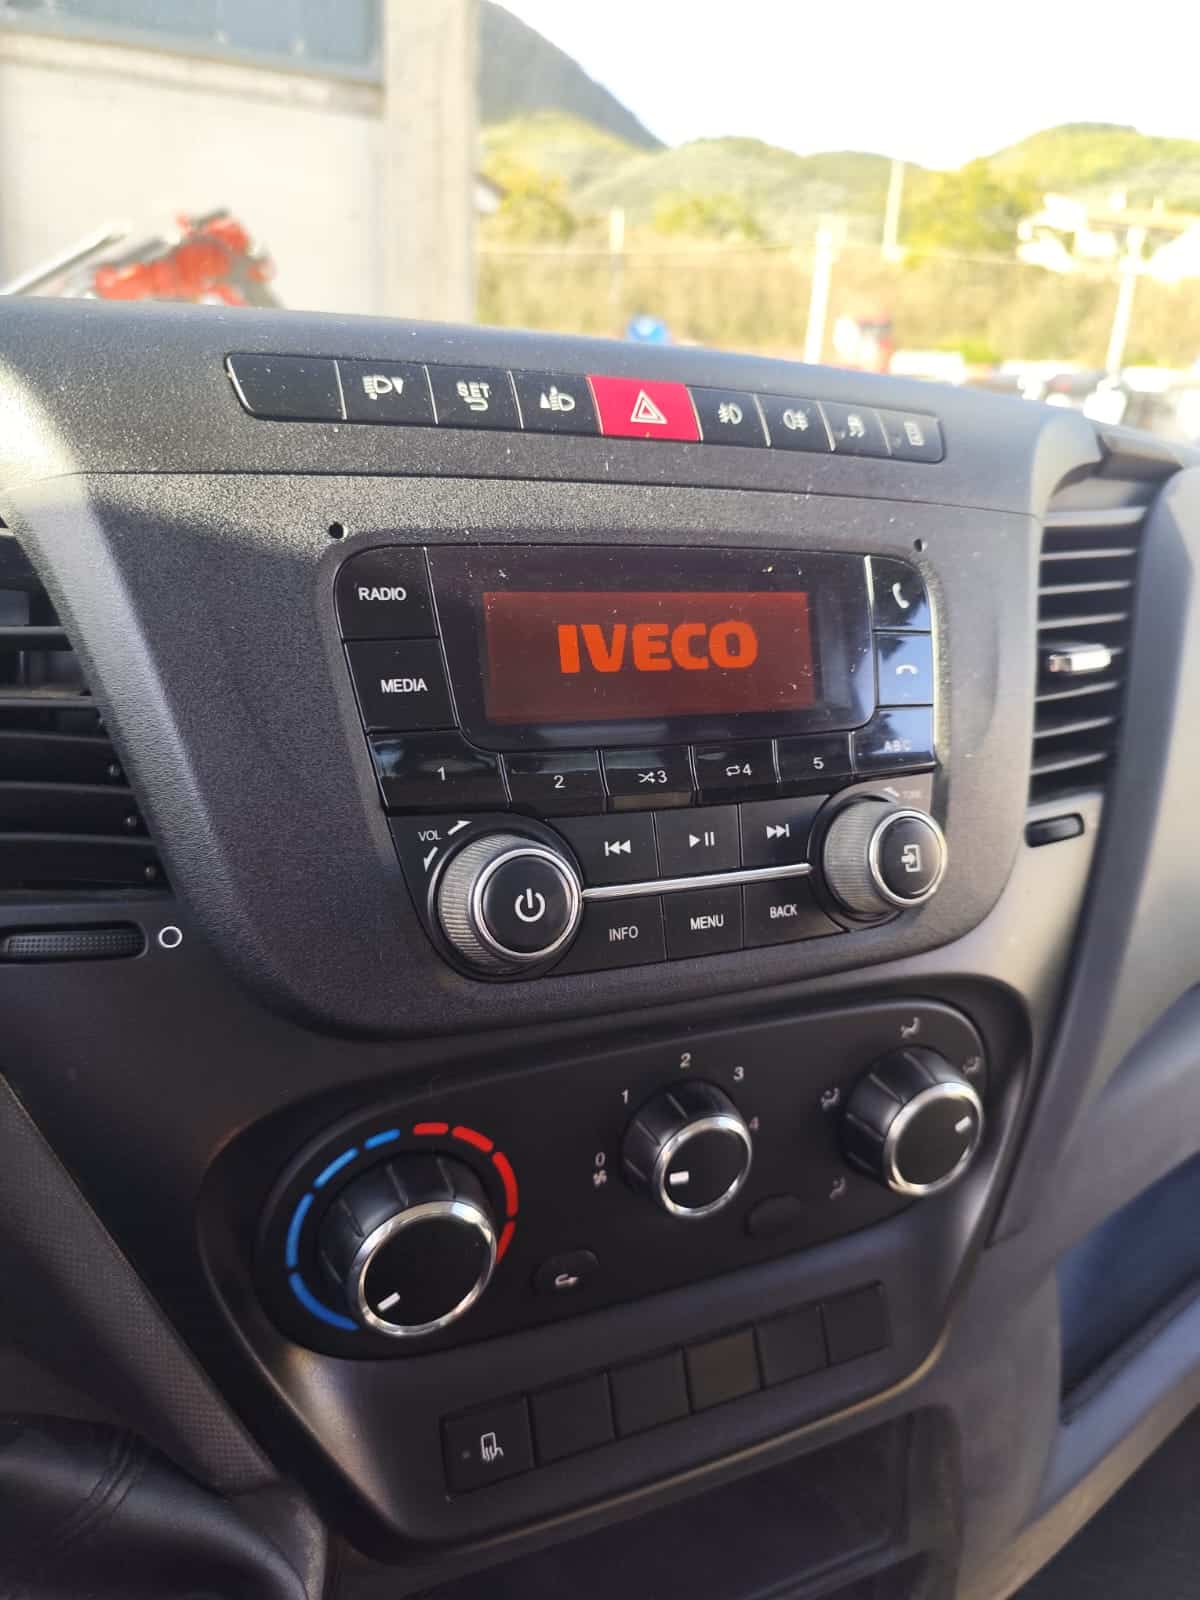 SET
RADIO
IVECO
MEDIA
ABC
1 2 3 4 5
VOL
TUNE
INFO MENU BACK
0 1 2 3 4